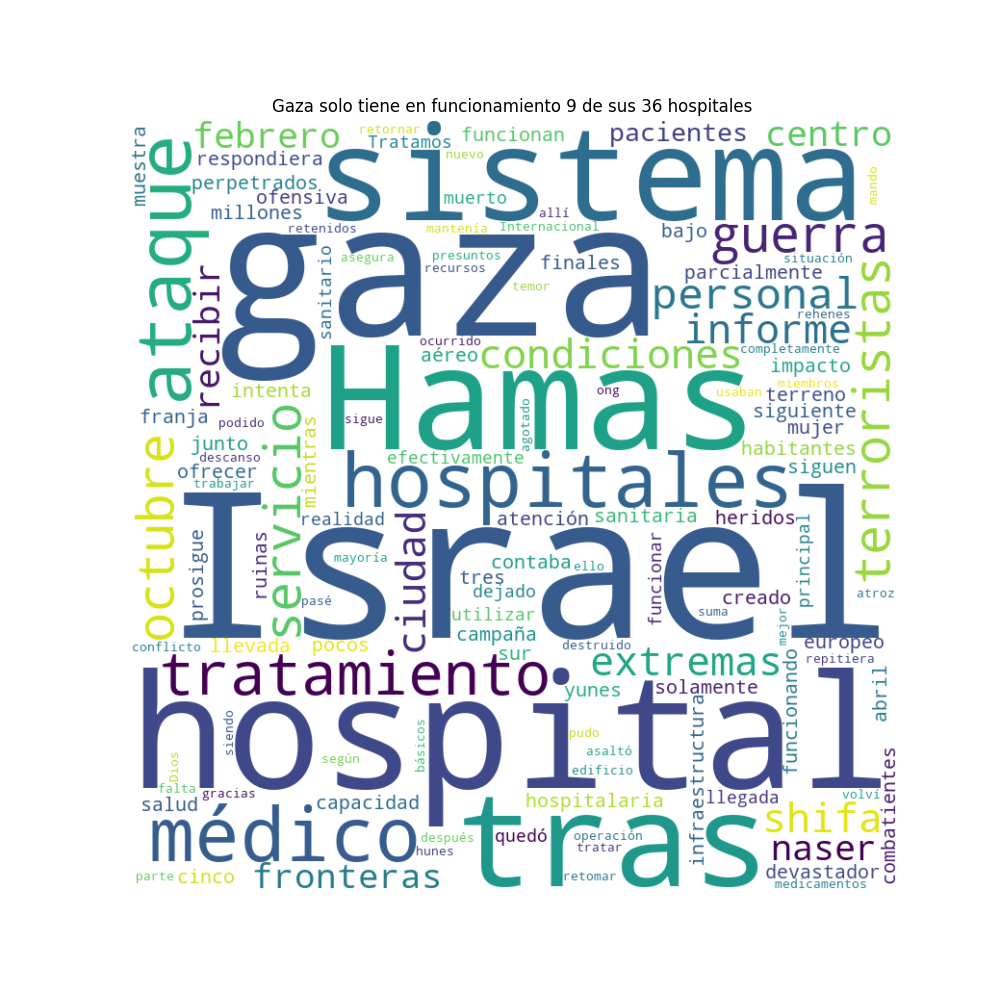 Gaza solo tiene en funcionamiento 9 de sus 36 hospitales
muestra
febrero
retornar
Tratamos
funcionan
pacientes
centro
nuevo
respondiera
sistema
mando
ataque
perpetrados
ofensiva
muerto
millones
allí
retenidos
mantenía
Internacional
bajo
guerra
gaza
sanitario
asegura
presuntos
recursos
finales
situación
parcialmente
recibir
temor
personal
rehenes
terroristas
informe
ocurrido
aéreo
condiciones
completamente
impacto
Hamas
intenta
ong
usaban
miembros
terreno
siguiente
franja
podido
sigue
agotado
mujer
octubre
junto
servicio
mientras
efectivamente
habitantes
descanso
ofrecer
trabajar
hospitales
siguen
Israel
realidad
atención
sanitaria
heridos
prosigue
ruinas
ciudad
funcionar
principal
mayoría
contaba
ello
tres
dejado
creado
atroz
pasé
utilizar
suma
mejor
campaña
conflicto
llevada
pocos
sur
destruido
europeo
repitiera
tratamiento
extremas
funcionando
abril
yunes
solamente
infraestructura
hospital
siendo
básicos
pudo
asaltó
Dios
según
edificio
combatientes
falta
gracias
salud
capacidad
hospitalaria
llegada
volví
médico
tras
shifa
después
quedó
operación
hunes
tratar
naser
parte
cinco
fronteras
retomar
devastador
medicamentos